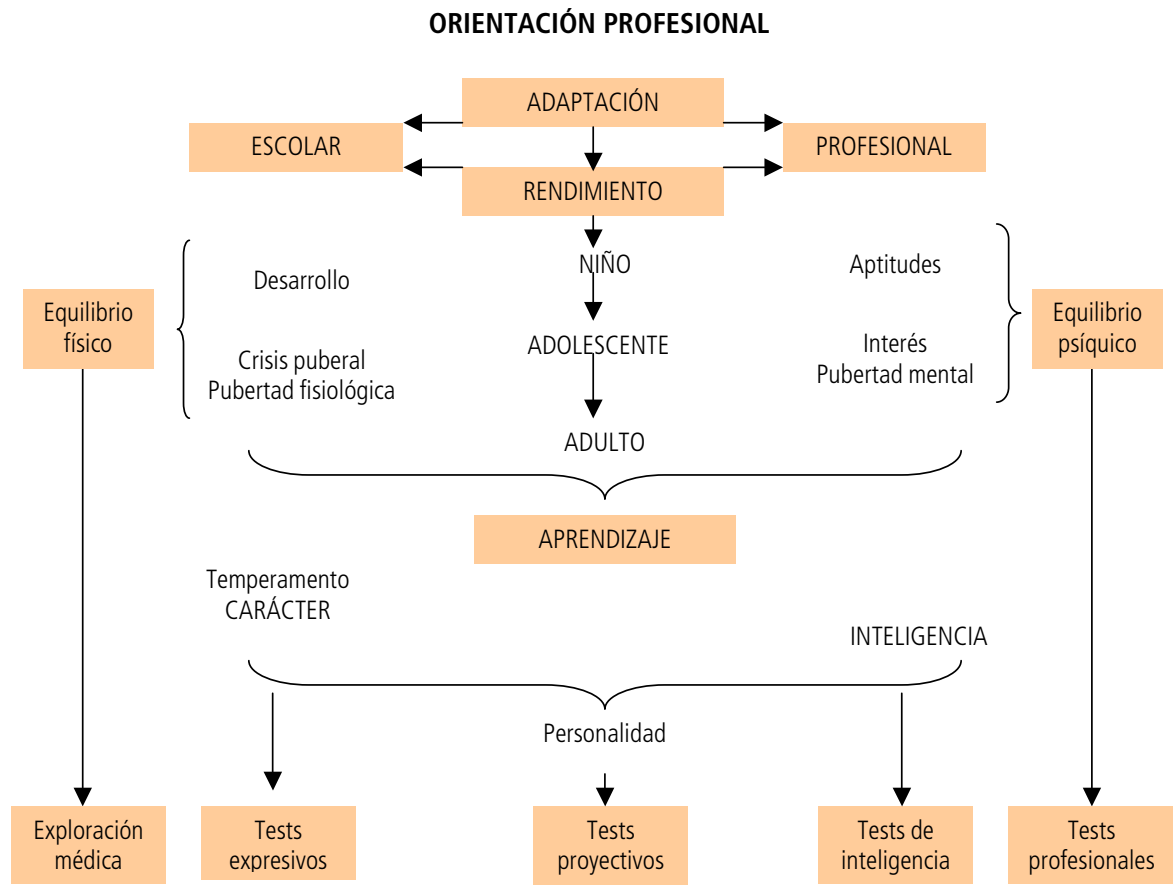 ORIENTACIÓN PROFESIONAL
ADAPTACIÓN
ESCOLAR
PROFESIONAL
RENDIMIENTO
NIÑO
Desarrollo
Aptitudes
Equilibrio
físico
Equilibrio
psíquico
ADOLESCENTE
Crisis puberal
Pubertad fisiológica
Interés
Pubertad mental
ADULTO
APRENDIZAJE
Temperamento
CARÁCTER
INTELIGENCIA
Personalidad
Exploración
médica
Tests
expresivos
Tests
proyectivos
Tests de
inteligencia
Tests
profesionales